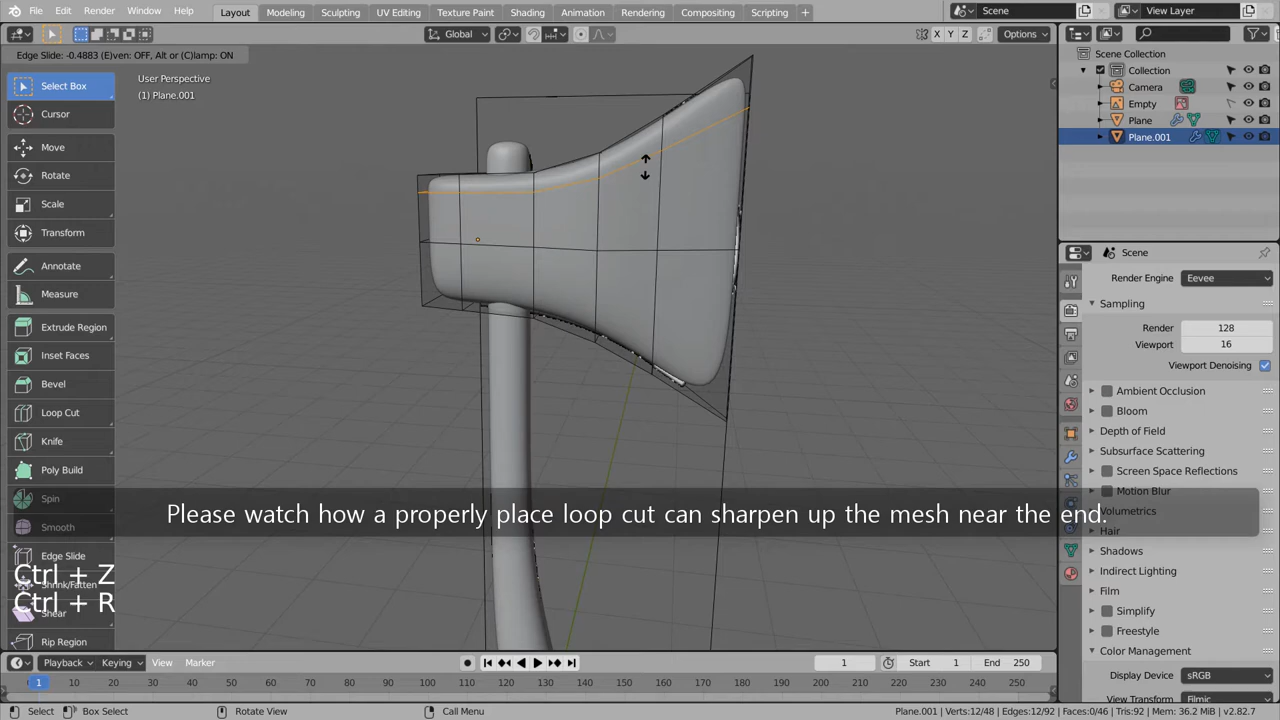 File Edit Render Window Help Layout Modeling Sculpting UV Editing Texture Paint Shading Animation Rendering Compositing Scripting + Scene View Layer
Global X Y Z Options
Edge Slide: -0.4883 (E)ven: OFF, Alt or (C)lamp: ON
Scene Collection
Collection
Camera
Empty
Plane
Plane.001
User Perspective
(1) Plane.001
Select Box
Cursor
Move
Rotate
Scale
Transform
Annotate
Measure
Extrude Region
Inset Faces
Bevel
Loop Cut
Knife
Poly Build
Spin
Smooth
Edge Slide
Shrink/Fatten
Shear
Rip Region
Ctrl + Z
Ctrl + R
Please watch how a properly place loop cut can sharpen up the mesh near the end.
Scene
Render Engine Eevee
Sampling
Render 128
Viewport 16
Viewport Denoising
Ambient Occlusion
Bloom
Depth of Field
Subsurface Scattering
Screen Space Reflections
Motion Blur
Volumetrics
Hair
Shadows
Indirect Lighting
Film
Simplify
Freestyle
Color Management
Display Device sRGB
View Transform Filmic
Playback Keying View Marker 1 Start 1 End 250
1 10 20 30 40 50 60 70 80 90 100 110 120 130 140 150 160 170 180 190 200 210 220 230 240 250
Select Box Select Rotate View Call Menu Plane.001 | Verts:12/48 | Edges:12/92 | Faces:0/46 | Tris:92 | Mem: 36.2 MiB | v2.82.7